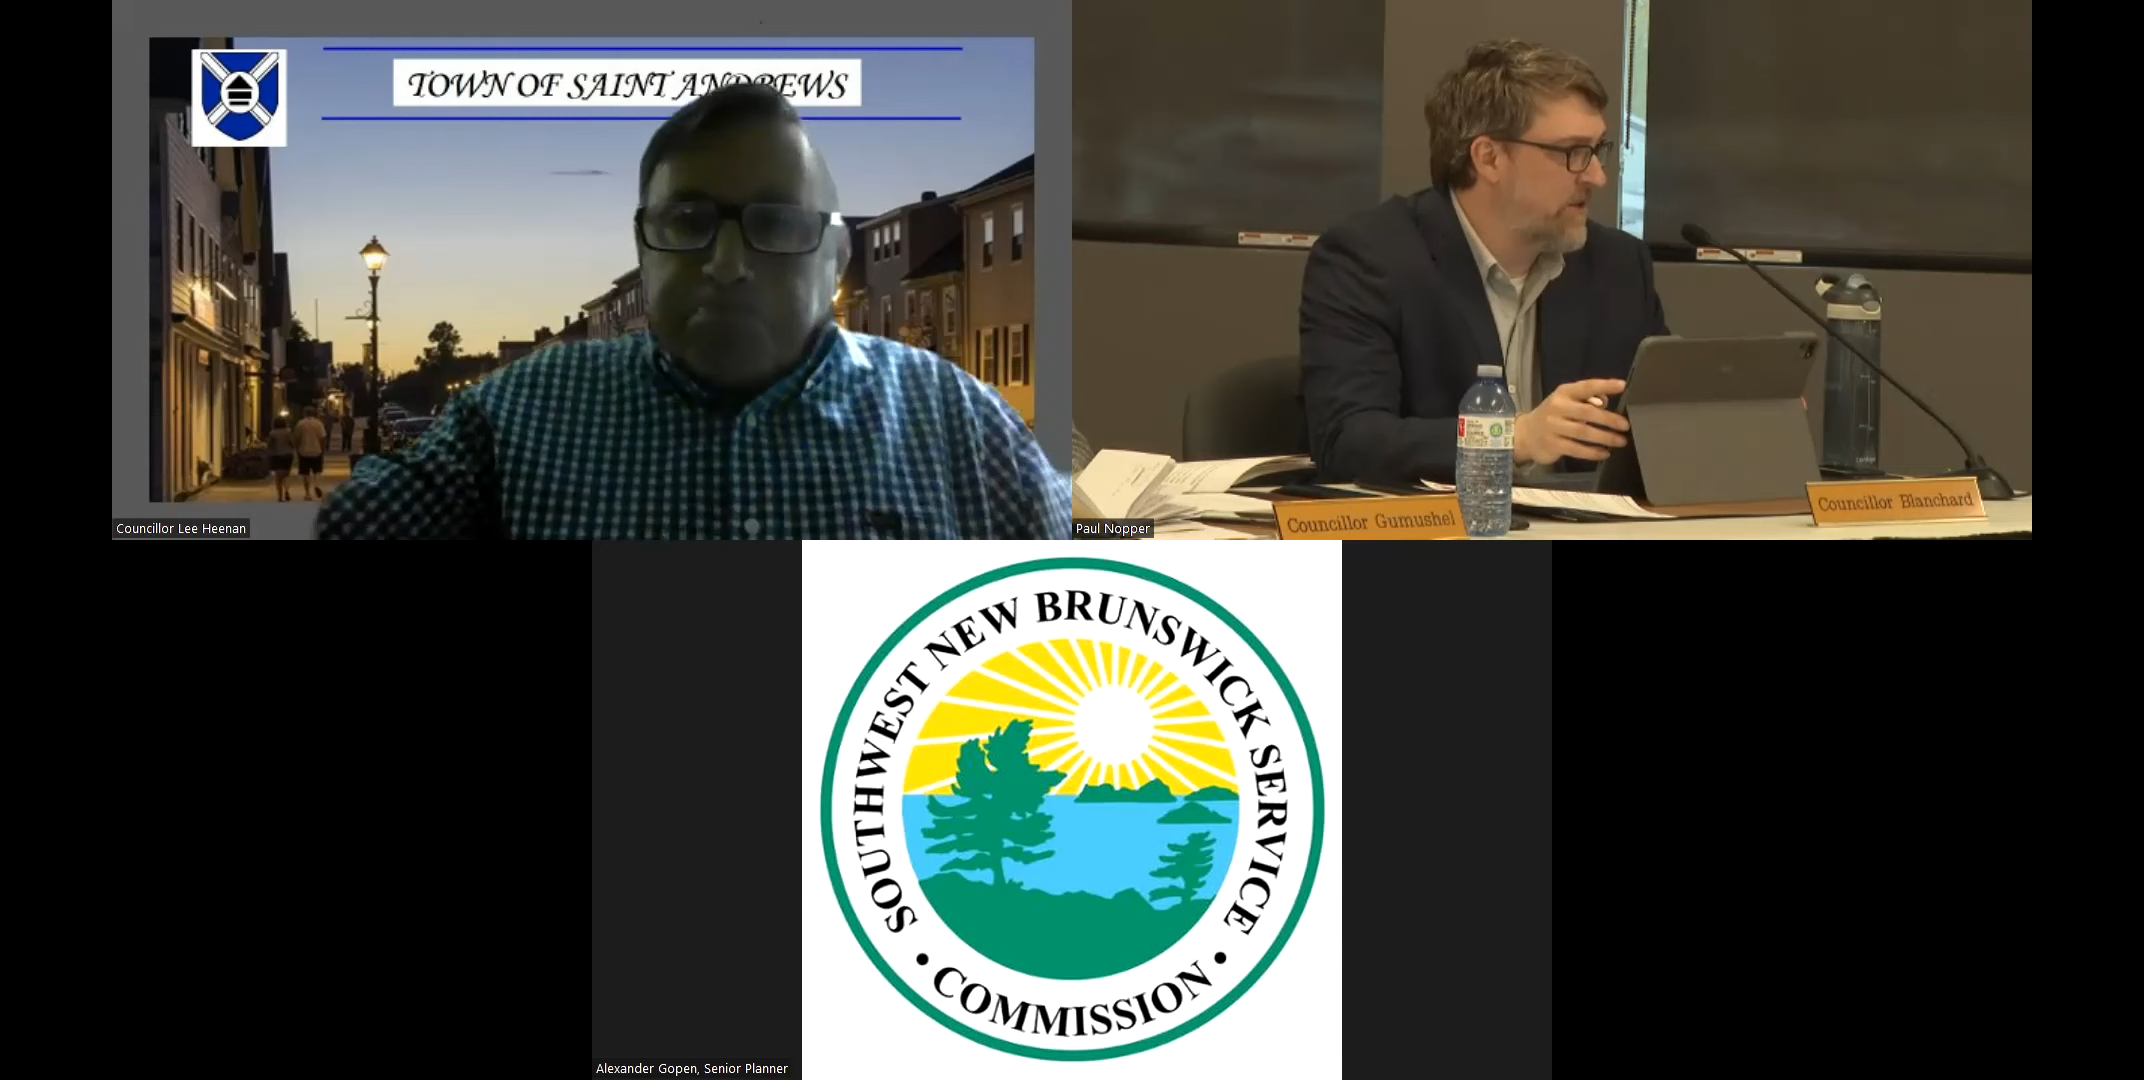 TOWN OF SAINT ANDREWS
Councillor Lee Heenan
Councillor Gumushel
Councillor Blanchard
Paul Nopper
SOUTHWEST NEW BRUNSWICK SERVICE
• COMMISSION •
Alexander Gopen, Senior Planner